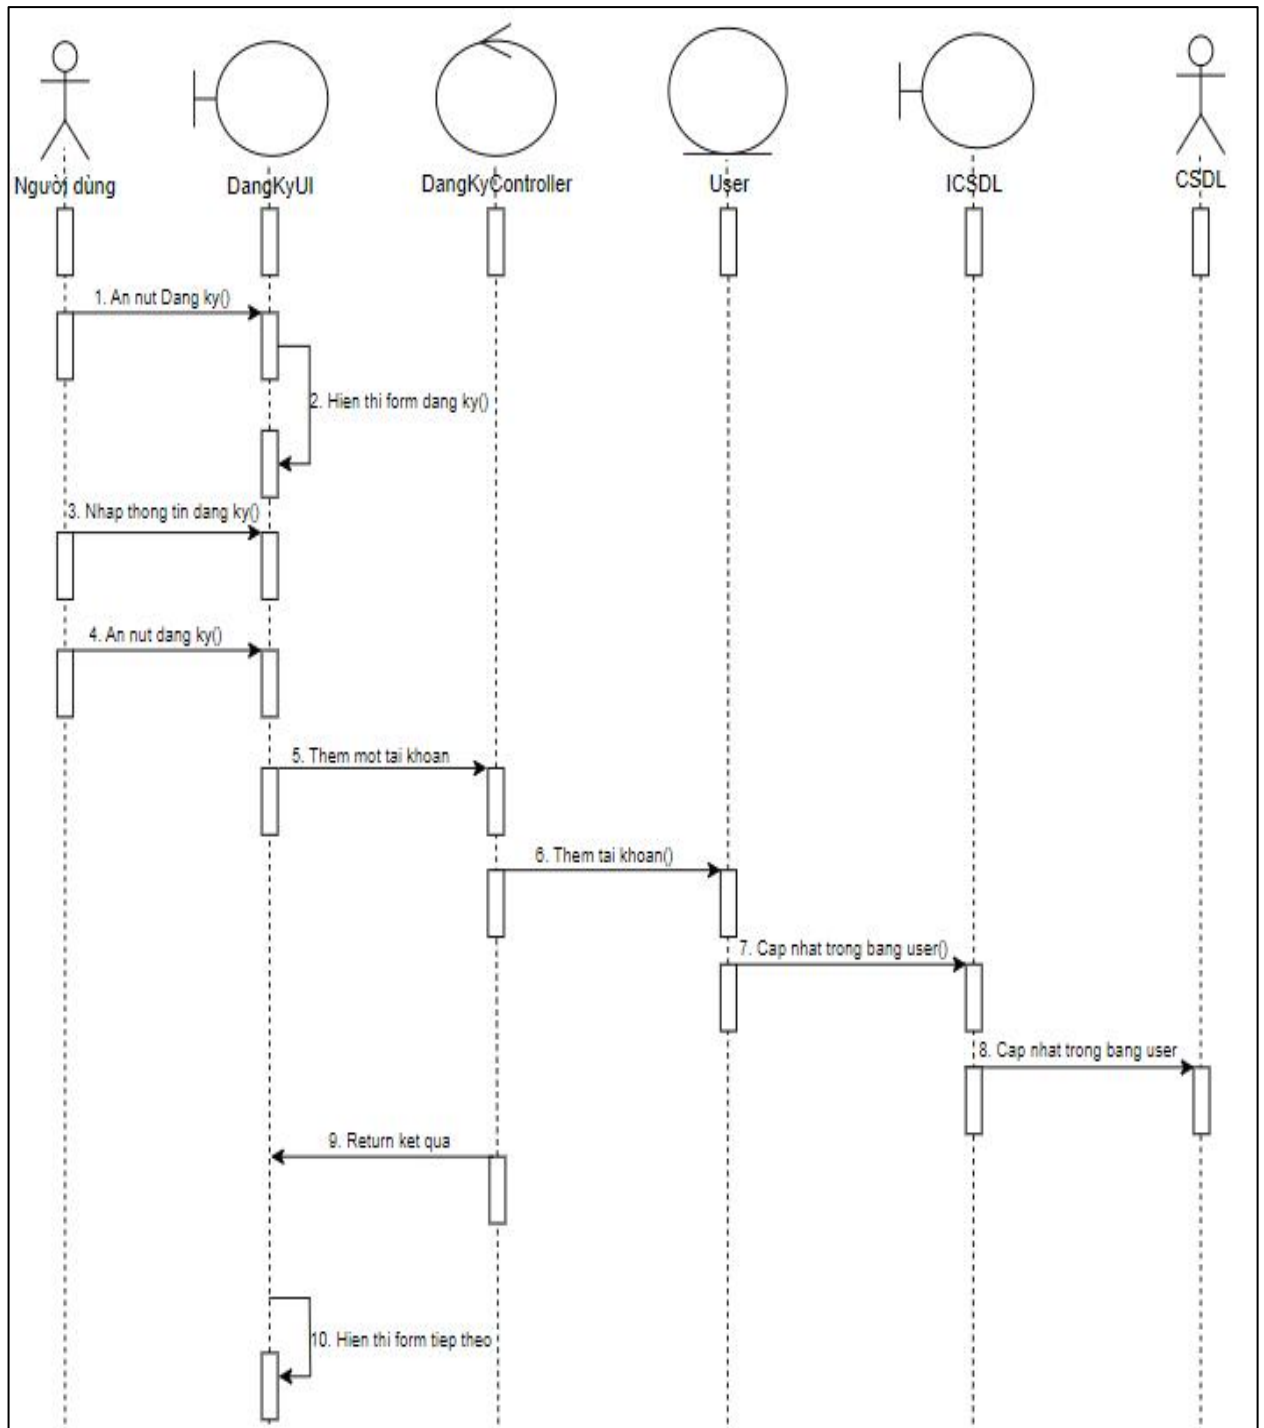 Người dùng
DangKyUI
DangKyController
User
ICSDL
CSDL
1. An nut Dang ky()
2. Hien thi form dang ky()
3. Nhap thong tin dang ky()
4. An nut dang ky()
5. Them mot tai khoan
6. Them tai khoan()
7. Cap nhat trong bang user()
8. Cap nhat trong bang user
9. Return ket qua
10. Hien thi form tiep theo